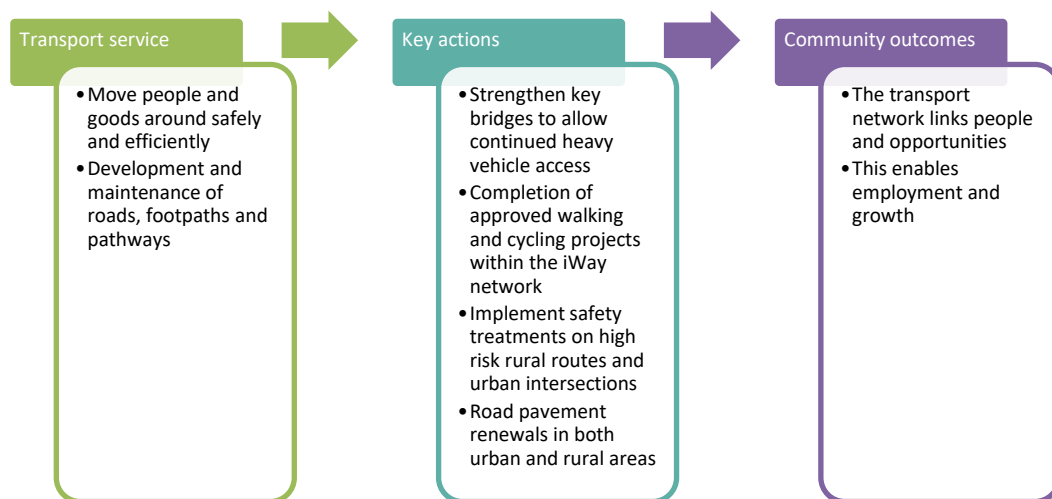 Transport service
•Move people and
goods around safely
and efficiently
•Development and
maintenance of
roads, footpaths and
pathways
Key actions
•Strengthen key
bridges to allow
continued heavy
vehicle access
•Completion of
approved walking
and cycling projects
within the iWay
network
•Implement safety
treatments on high
risk rural routes and
urban intersections
•Road pavement
renewals in both
urban and rural areas
Community outcomes
•The transport
network links people
and opportunities
•This enables
employment and
growth